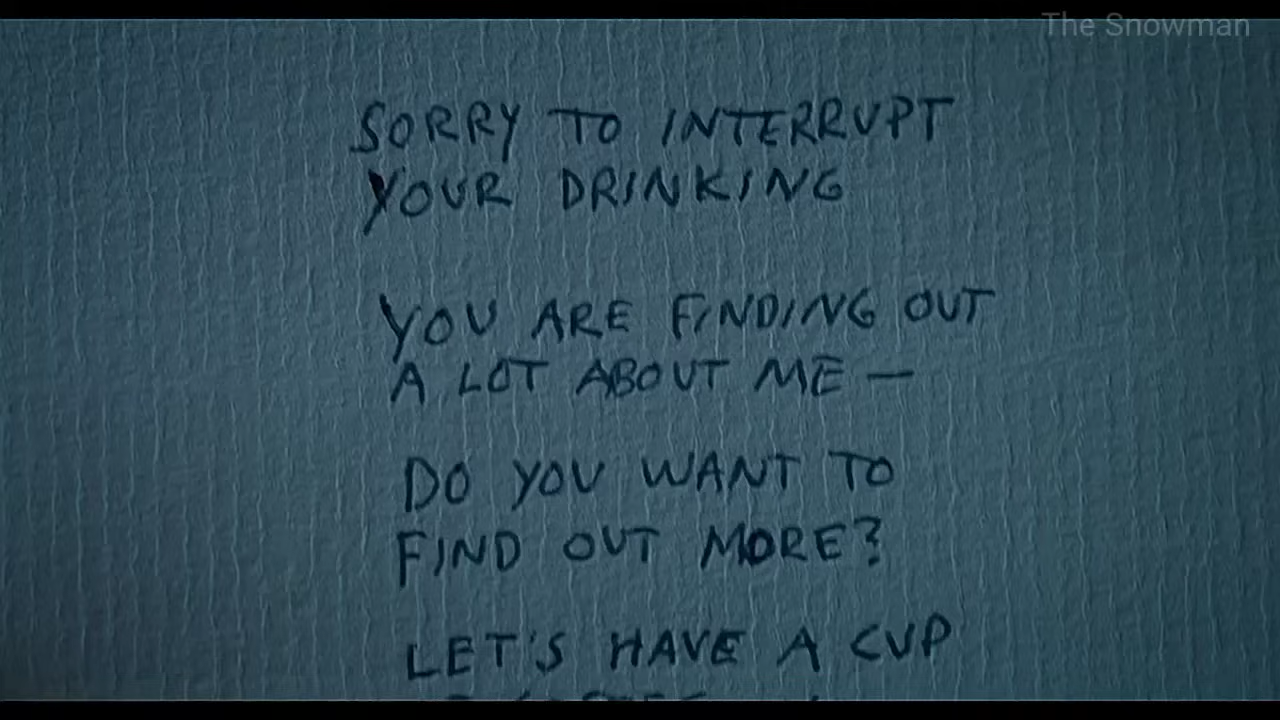 The Snowman
SORRY TO INTERRUPT
YOUR DRINKING
YOU ARE FINDING OUT
A LOT ABOUT ME —
DO YOU WANT TO
FIND OUT MORE?
LET'S HAVE A CUP